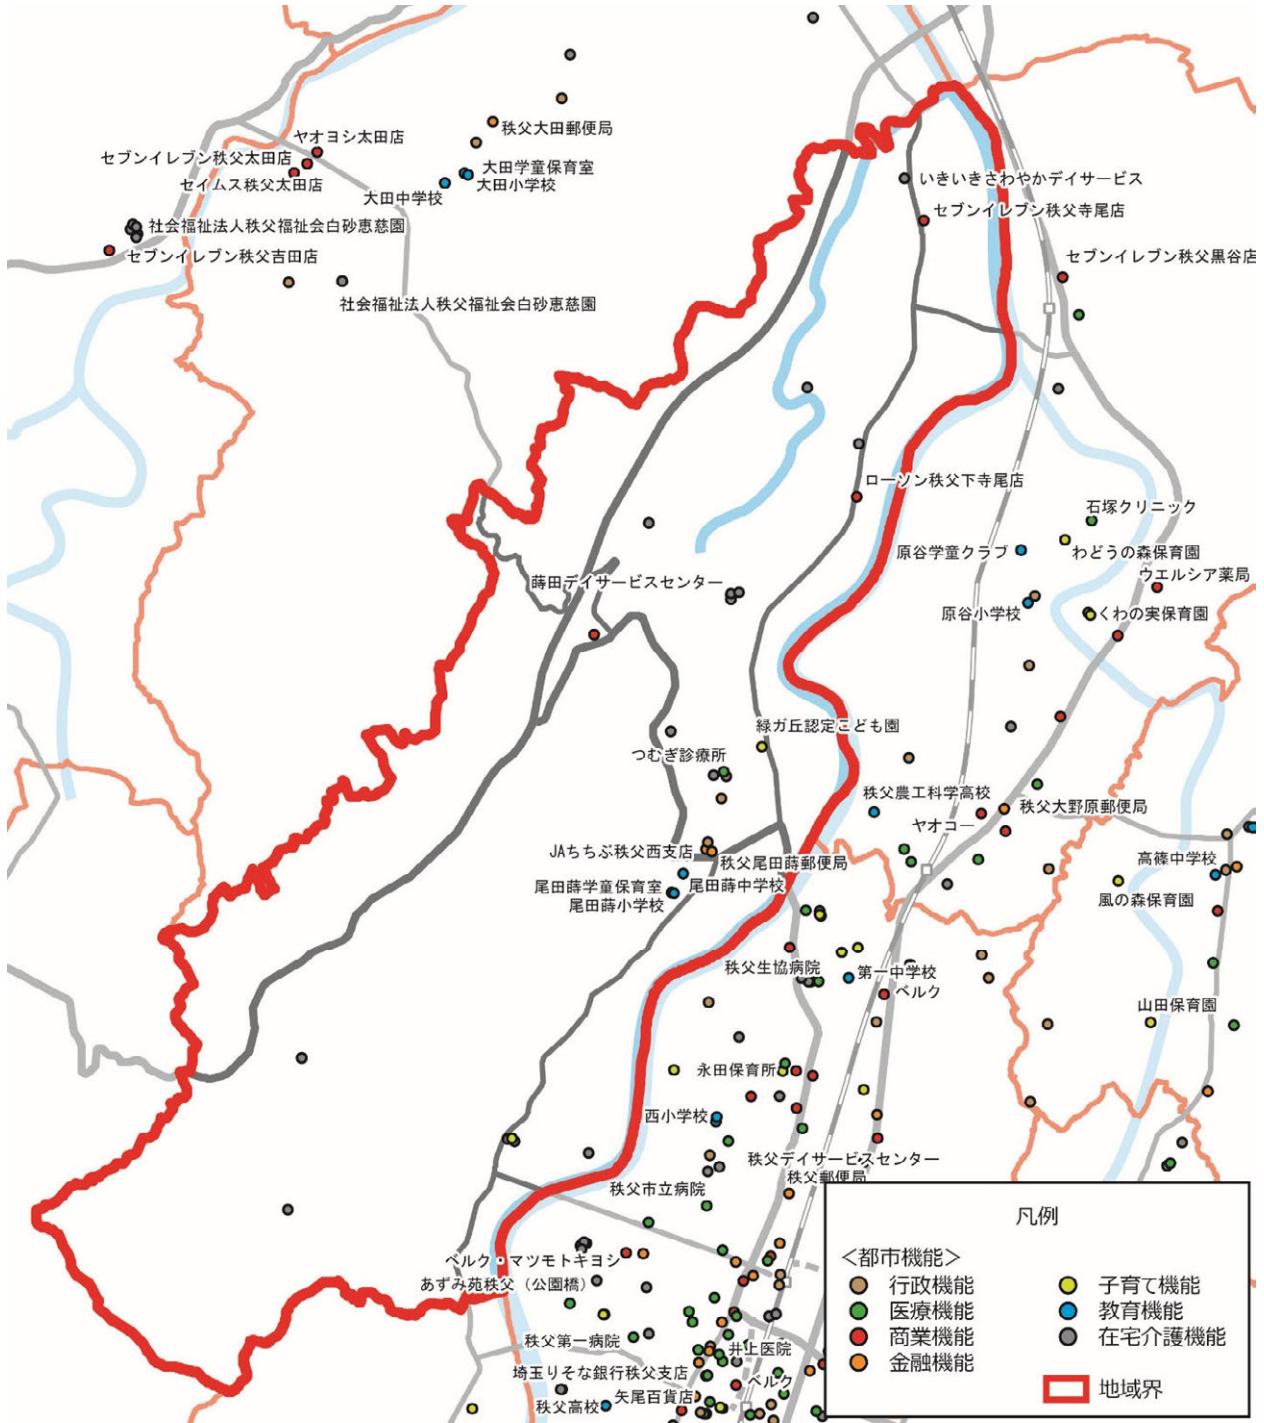 秩父大田郵便局
ヤオヨシ太田店
セブンイレブン秩父太田店
セイムス秩父太田店
大田学童保育室
大田小学校
大田中学校
いきいきさわやかデイサービス
セブンイレブン秩父寺尾店
社会福祉法人秩父福祉会白砂恵慈園
セブンイレブン秩父吉田店
セブンイレブン秩父黒谷店
社会福祉法人秩父福祉会白砂恵慈園
ローソン秩父下寺尾店
石塚クリニック
原谷学童クラブ
わどうの森保育園
ウエルシア薬局
蒔田デイサービスセンター
原谷小学校
くわの実保育園
緑ガ丘認定こども園
つむぎ診療所
秩父農工科学高校
秩父大野原郵便局
ヤオコー
JAちちぶ秩父西支店
秩父尾田蒔郵便局
高篠中学校
尾田蒔学童保育室
尾田蒔中学校
尾田蒔小学校
風の森保育園
秩父生協病院
第一中学校
ベルク
山田保育園
永田保育所
西小学校
秩父デイサービスセンター
秩父郵便局
秩父市立病院
ベルク・マツモトキヨシ
あずみ苑秩父（公園橋）
秩父第一病院
井上医院
埼玉りそな銀行秩父支店
ベルク
秩父高校
矢尾百貨店
凡例
＜都市機能＞
行政機能
子育て機能
医療機能
教育機能
商業機能
在宅介護機能
金融機能
地域界